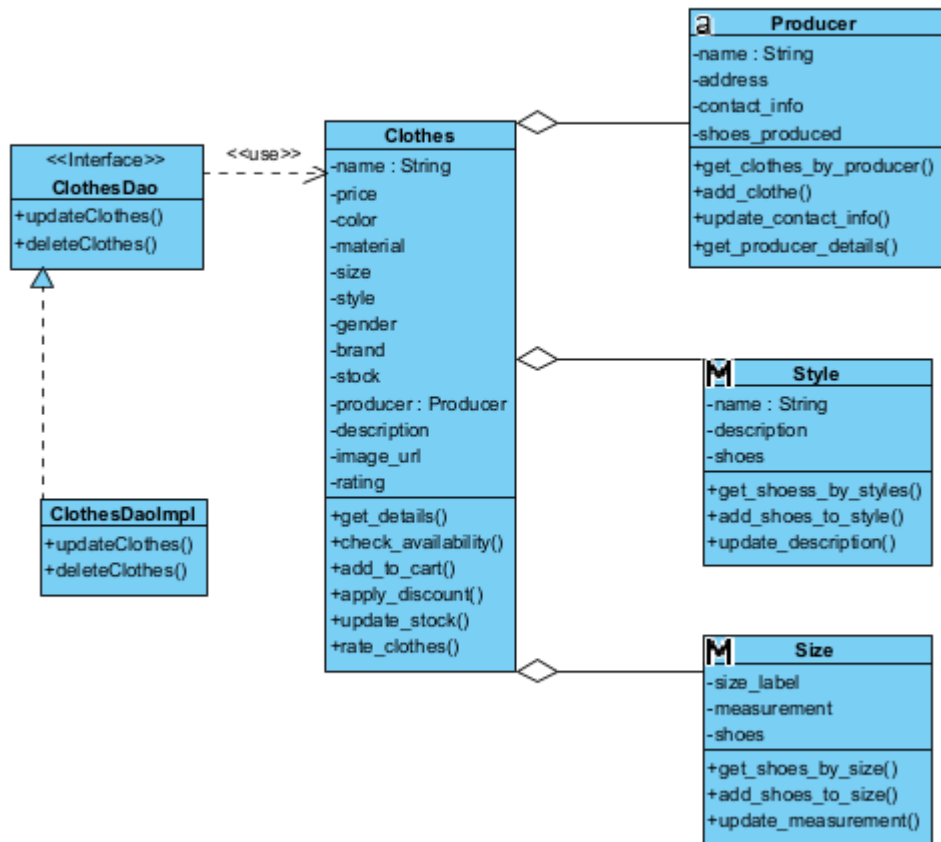 <<Interface>>
ClothesDao
+updateClothes()
+deleteClothes()
<<use>>
ClothesDaoImpl
+updateClothes()
+deleteClothes()
Clothes
-name : String
-price
-color
-material
-size
-style
-gender
-brand
-stock
-producer : Producer
-description
-image_url
-rating
+get_details()
+check_availability()
+add_to_cart()
+apply_discount()
+update_stock()
+rate_clothes()
a
Producer
-name : String
-address
-contact_info
-shoes_produced
+get_clothes_by_producer()
+add_clothe()
+update_contact_info()
+get_producer_details()
M
Style
-name : String
-description
-shoes
+get_shoess_by_styles()
+add_shoes_to_style()
+update_description()
M
Size
-size_label
-measurement
-shoes
+get_shoes_by_size()
+add_shoes_to_size()
+update_measurement()